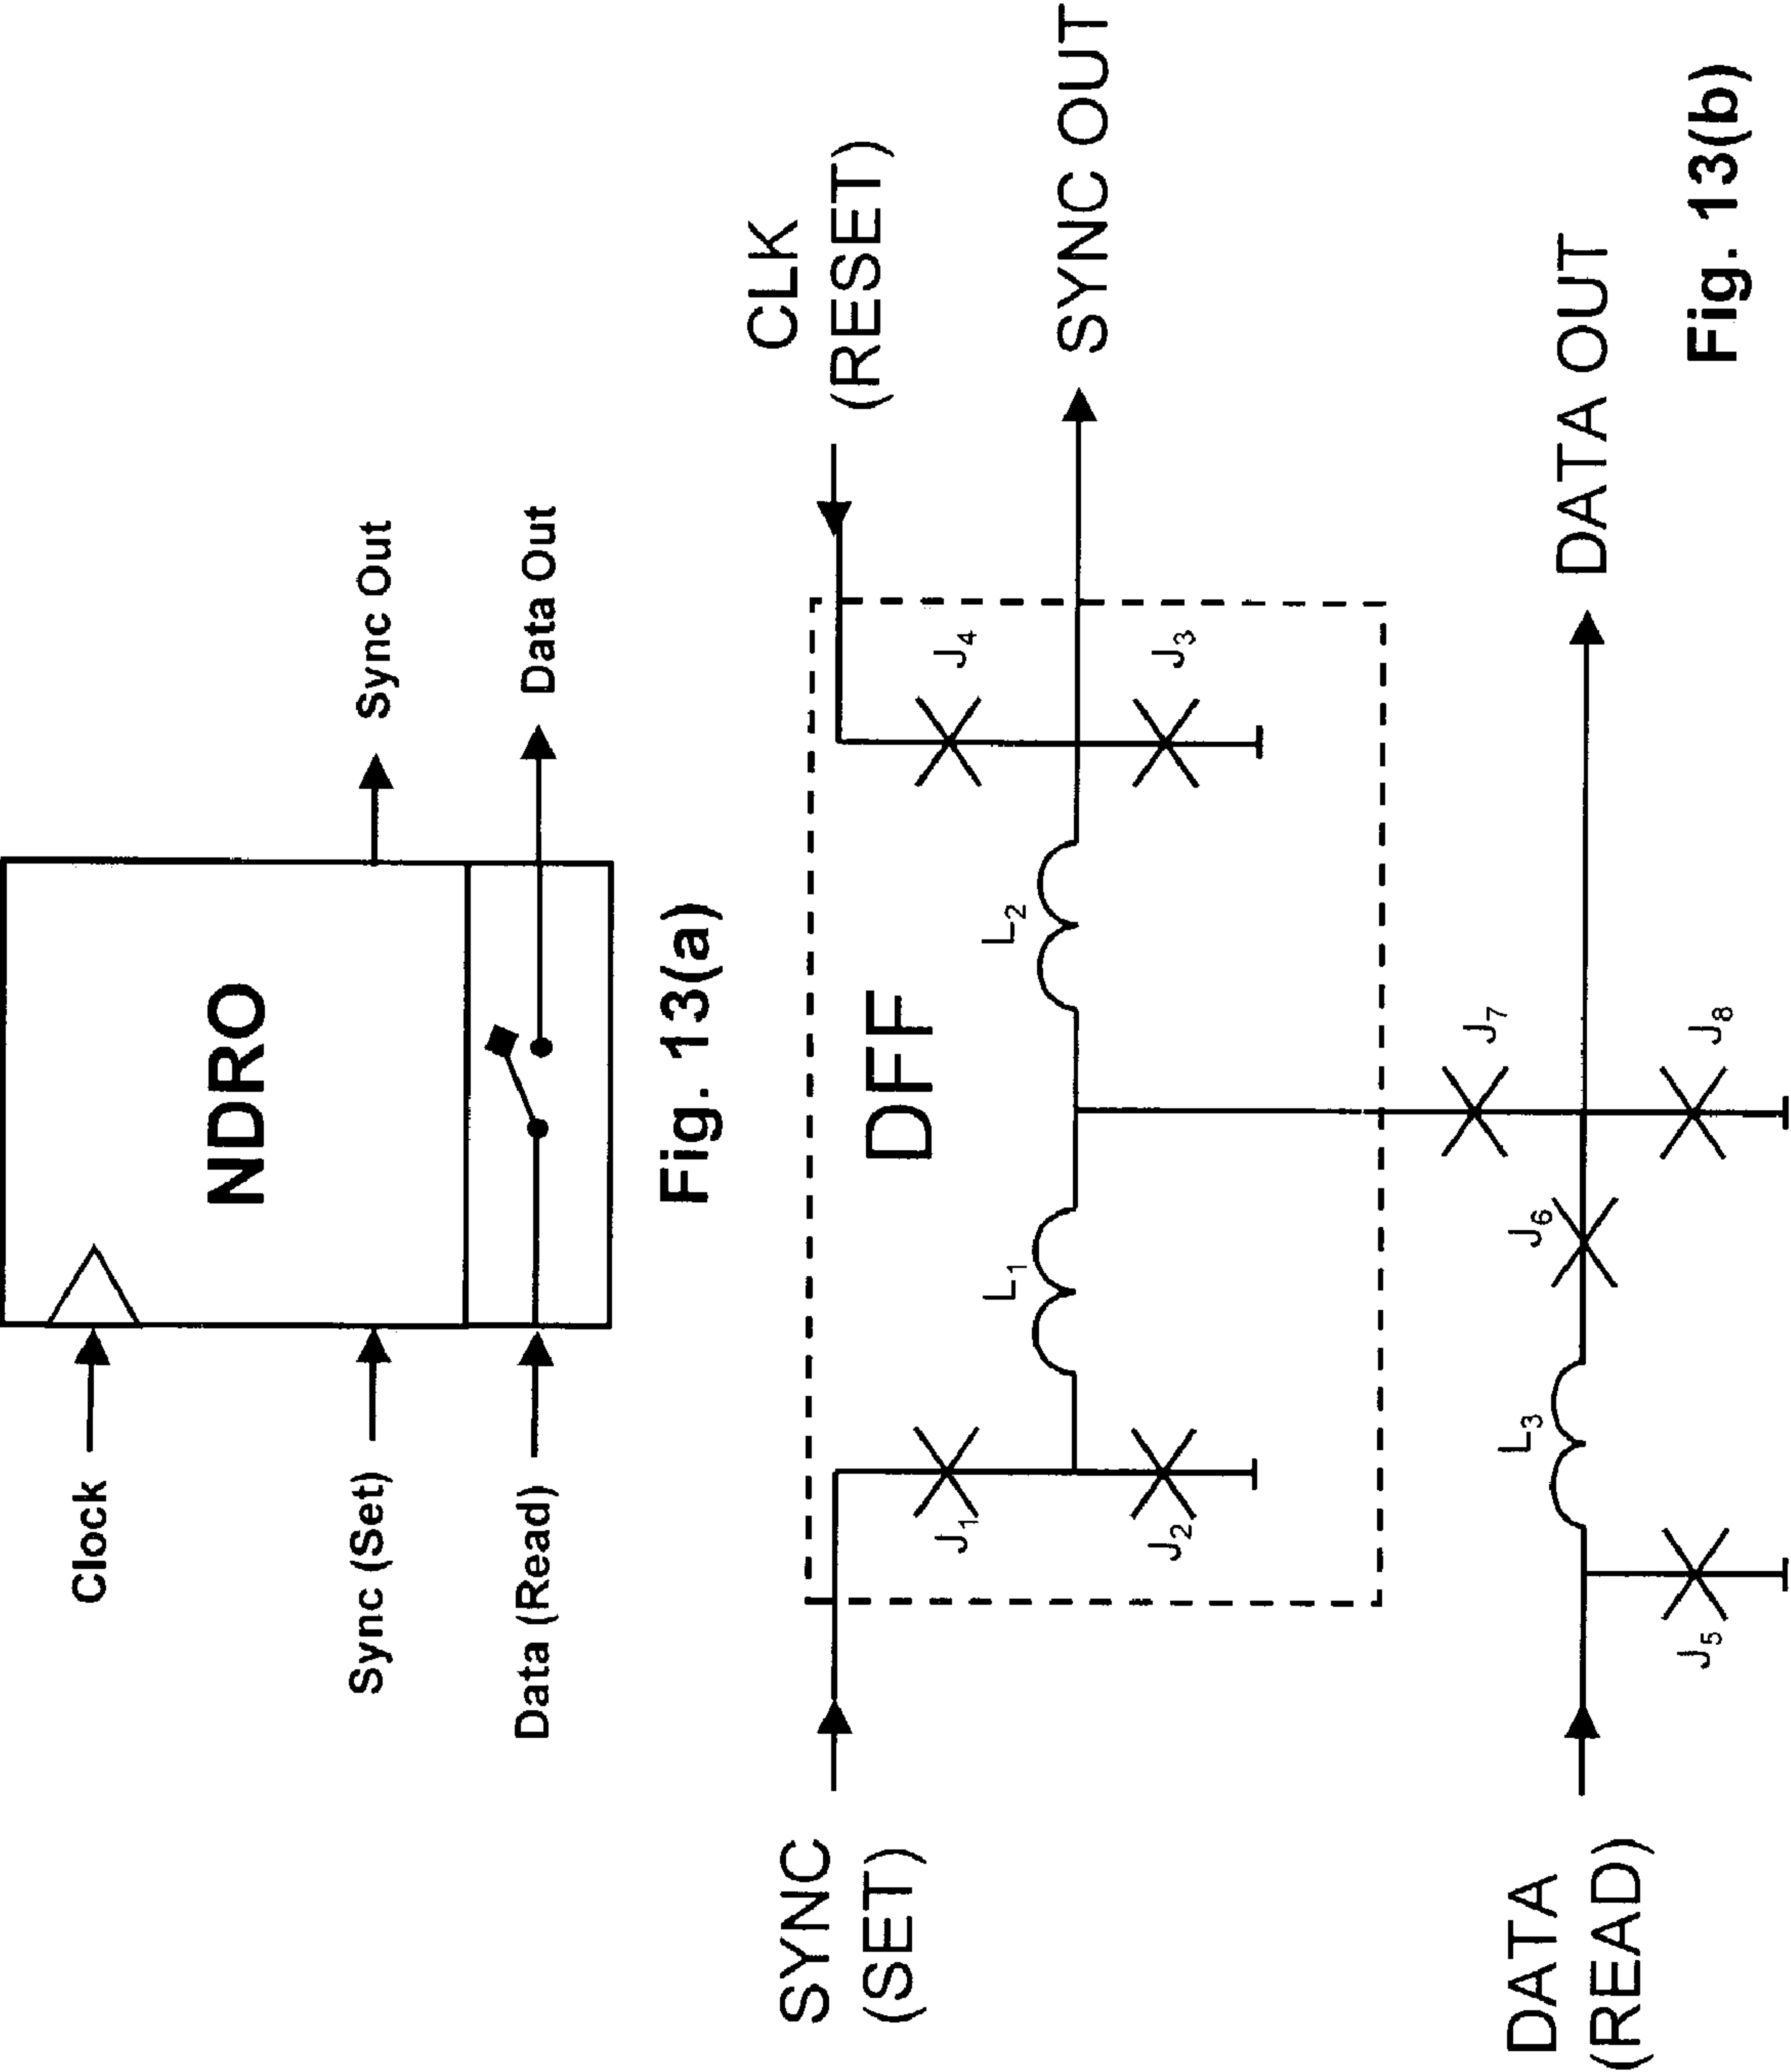 Clock
Sync (Set)
Data (Read)
NDRO
Sync Out
Data Out
Fig. 13(a)
SYNC
(SET)
DATA
(READ)
DFF
J1
J2
L1
L2
J4
J3
CLK
(RESET)
SYNC OUT
J5
L3
J6
J7
J8
DATA OUT
Fig. 13(b)